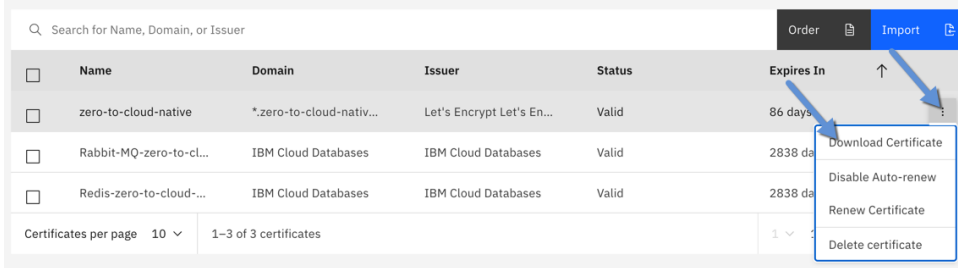 Search for Name, Domain, or Issuer
Order
Import
Name Domain Issuer Status Expires In
zero-to-cloud-native *.zero-to-cloud-nativ... Let's Encrypt Let's En... Valid 86 days
Rabbit-MQ-zero-to-cl... IBM Cloud Databases IBM Cloud Databases Valid 2838 da
Redis-zero-to-cloud-... IBM Cloud Databases IBM Cloud Databases Valid 2838 da
Download Certificate
Disable Auto-renew
Renew Certificate
Delete certificate
Certificates per page 10 1–3 of 3 certificates 1